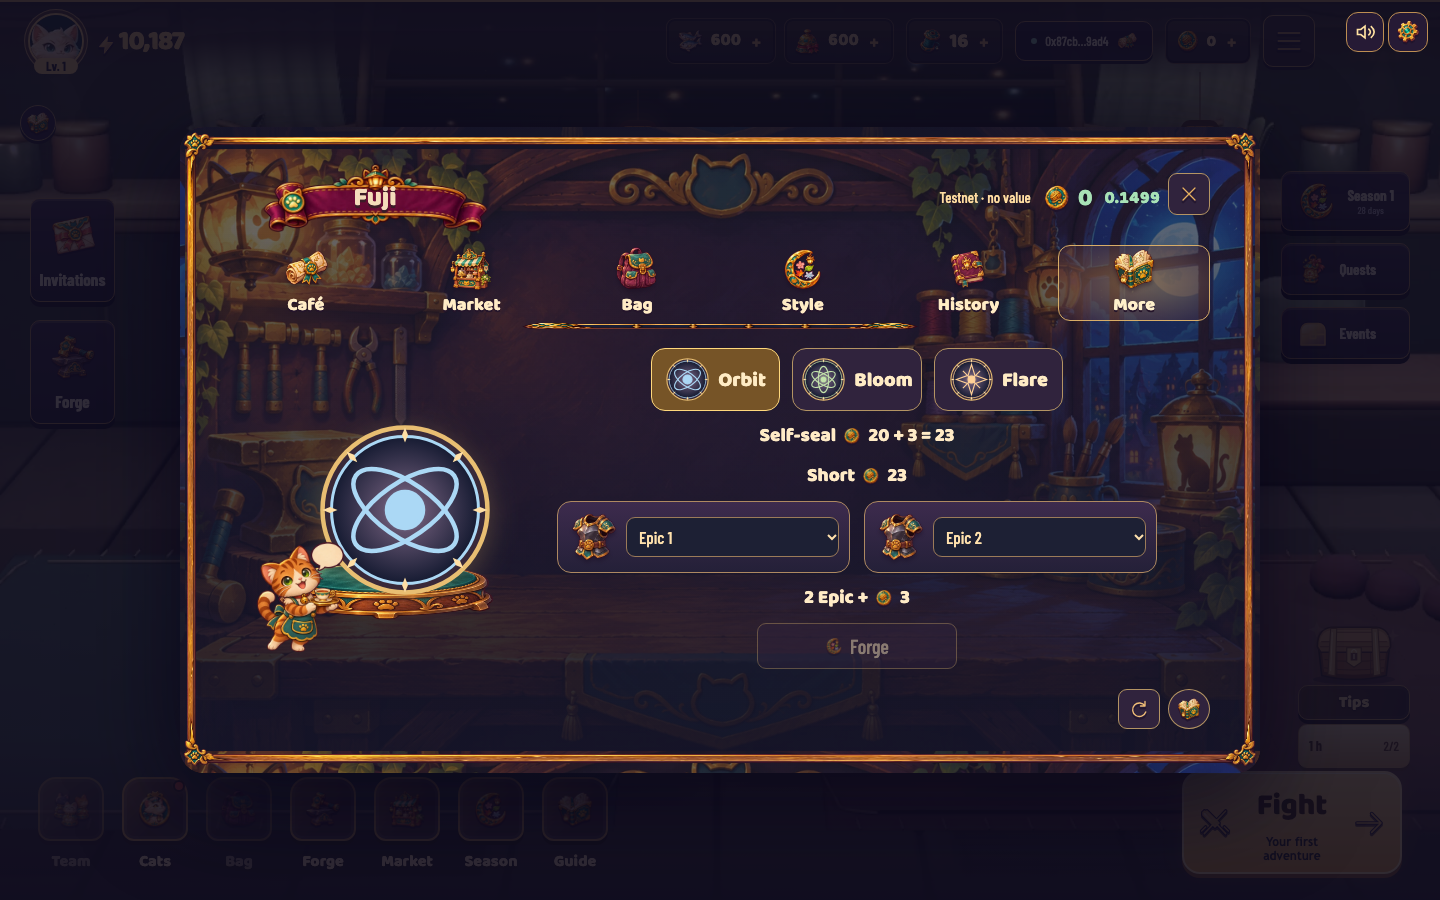 10,187
Lv. 1
600 +
600 +
16 +
0x87cb...9ad4
0 +
Fuji
Testnet · no value
0
0.1499
Café
Market
Bag
Style
History
More
Orbit
Bloom
Flare
Self-seal 20 + 3 = 23
Short 23
Epic 1
Epic 2
2 Epic + 3
Forge
Invitations
Forge
Season 1
28 days
Quests
Events
Tips
1 h
2/2
Fight
Your first
adventure
Team
Cats
Bag
Forge
Market
Season
Guide